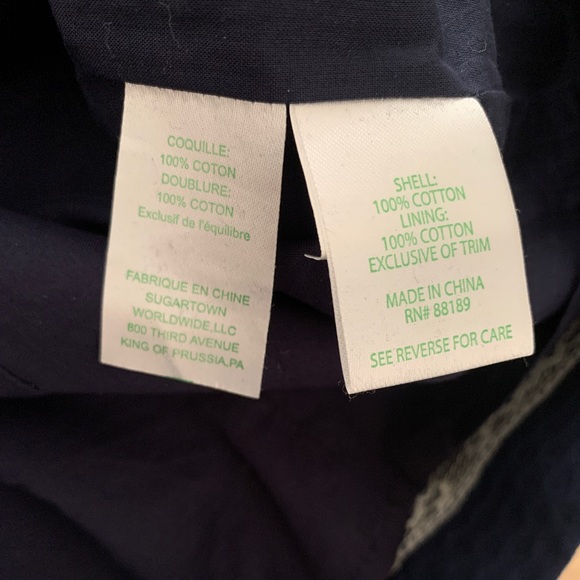 COQUILLE:
100% COTON
DOUBLURE:
100% COTON
Exclusif de l'équilibre
FABRIQUE EN CHINE
SUGARTOWN
WORLDWIDE,LLC
800 THIRD AVENUE
KING OF PRUSSIA,PA
SHELL:
100% COTTON
LINING:
100% COTTON
EXCLUSIVE OF TRIM
MADE IN CHINA
RN# 88189
SEE REVERSE FOR CARE